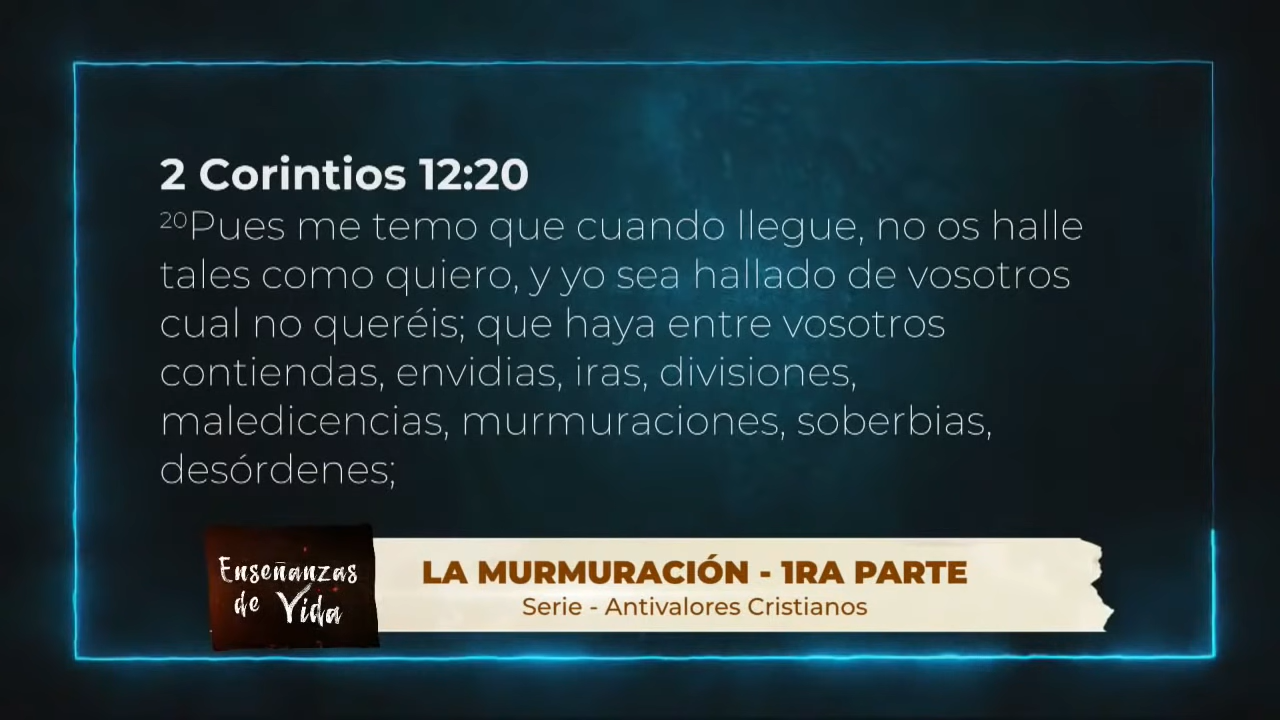 2 Corintios 12:20
²⁰Pues me temo que cuando llegue, no os halle
tales como quiero, y yo sea hallado de vosotros
cual no queréis; que haya entre vosotros
contiendas, envidias, iras, divisiones,
maledicencias, murmuraciones, soberbias,
desórdenes;
Enseñanzas
de Vida
LA MURMURACIÓN - 1RA PARTE
Serie - Antivalores Cristianos